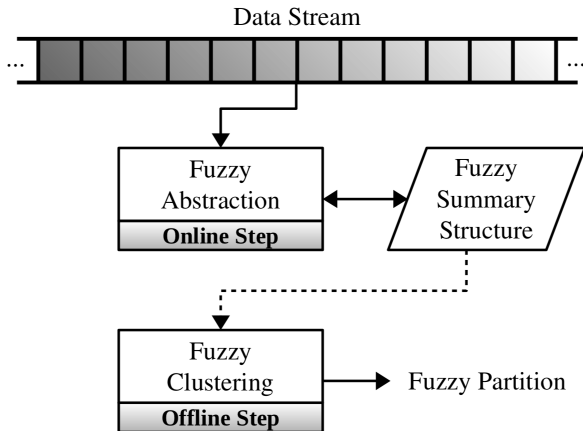 Data Stream
... ...
Fuzzy
Abstraction
Online Step
Fuzzy
Summary
Structure
Fuzzy
Clustering
Offline Step
Fuzzy Partition